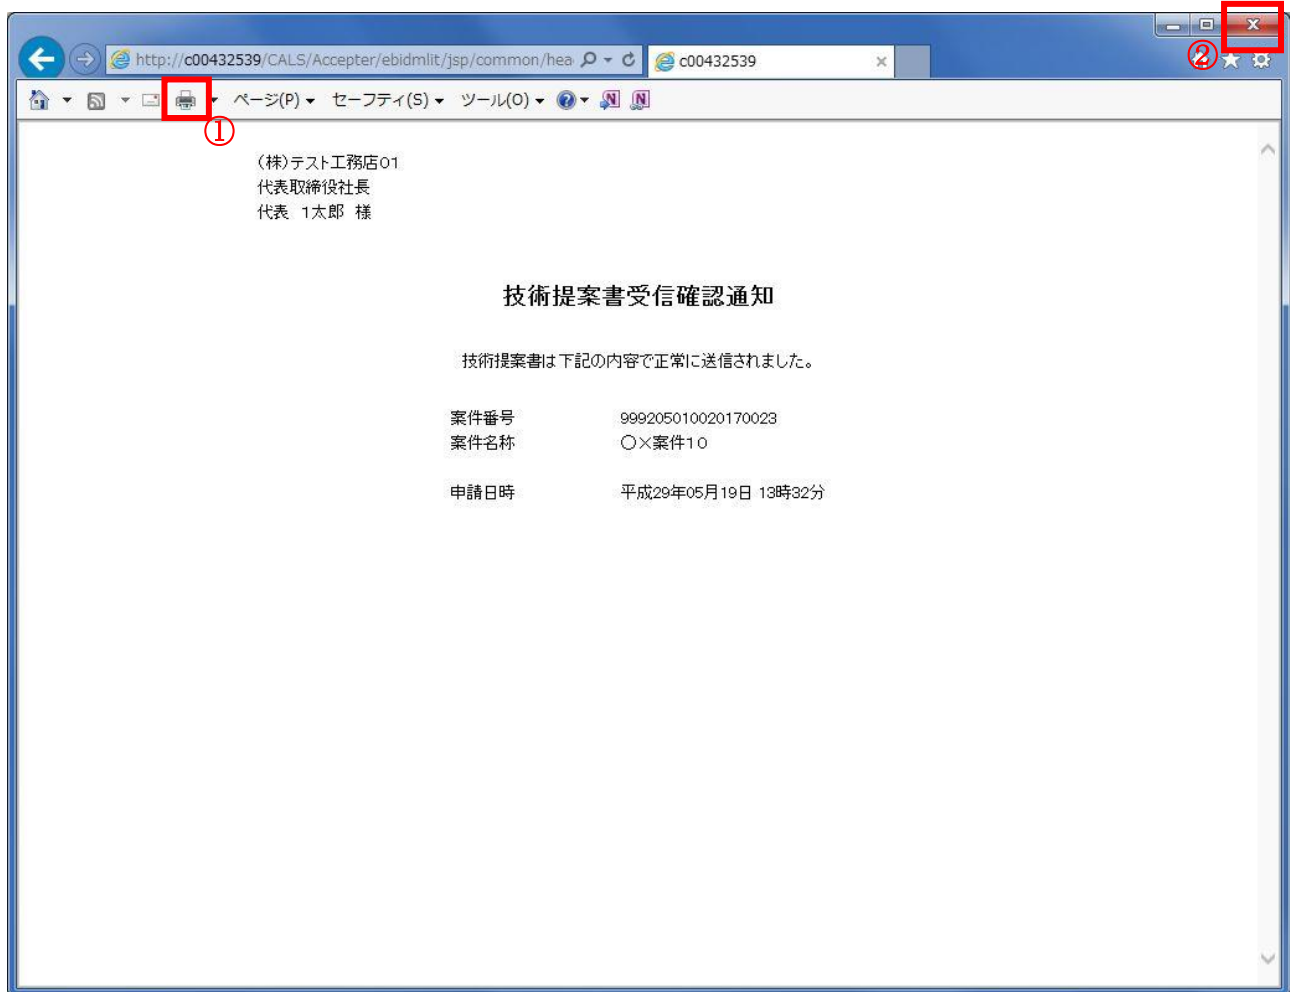 ②
http://c00432539/CALS/Accepter/ebidmlit/jsp/common/hea
c00432539
ページ(P) セーフティ(S) ツール(O)
①
(株)テスト工務店01
代表取締役社長
代表 1太郎 様
技術提案書受信確認通知
技術提案書は下記の内容で正常に送信されました。
案件番号 999205010020170023
案件名称 〇×案件10
申請日時 平成29年05月19日 13時32分